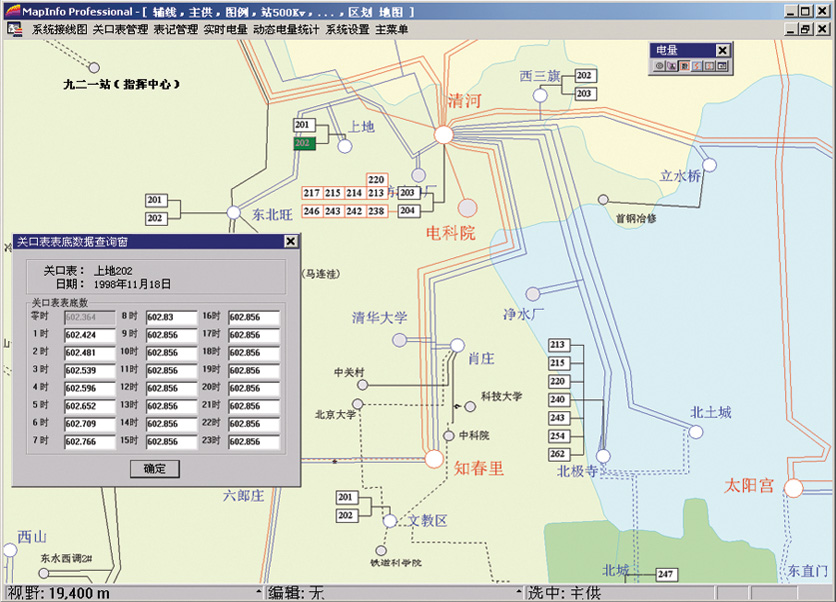 MapInfo Professional - [ 辅线，主供，图例，站500Kv，...，区划 地图 ]
系统接线图 关口表管理 表记管理 实时电量 动态电量统计 系统设置 主菜单
电量
九二一站（指挥中心）
西三旗
202
203
清河
201
202
上地
立水桥
220
217 215 214 213
203
246 243 242 238
204
首钢冶修
201
202
东北旺
电科院
关口表表底数据查询窗
关口表： 上地202
日期： 1998年11月18日
关口表表底数
零时 602.364 8时 602.83 16时 602.856
1时 602.424 9时 602.856 17时 602.856
2时 602.481 10时 602.856 18时 602.856
3时 602.539 11时 602.856 19时 602.856
4时 602.596 12时 602.856 20时 602.856
5时 602.652 13时 602.856 21时 602.856
6时 602.709 14时 602.856 22时 602.856
7时 602.766 15时 602.856 23时 602.856
确定
(马连洼)
清华大学
净水厂
肖庄
213
215
220
240
243
254
262
中关村
科技大学
北京大学
中科院
北土城
知春里
北极寺
太阳宫
六郎庄
201
202
文教区
西山
东水西调2#
铁道科学院
北城
247
东直门
视野: 19,400 m
编辑: 无
选中: 主供